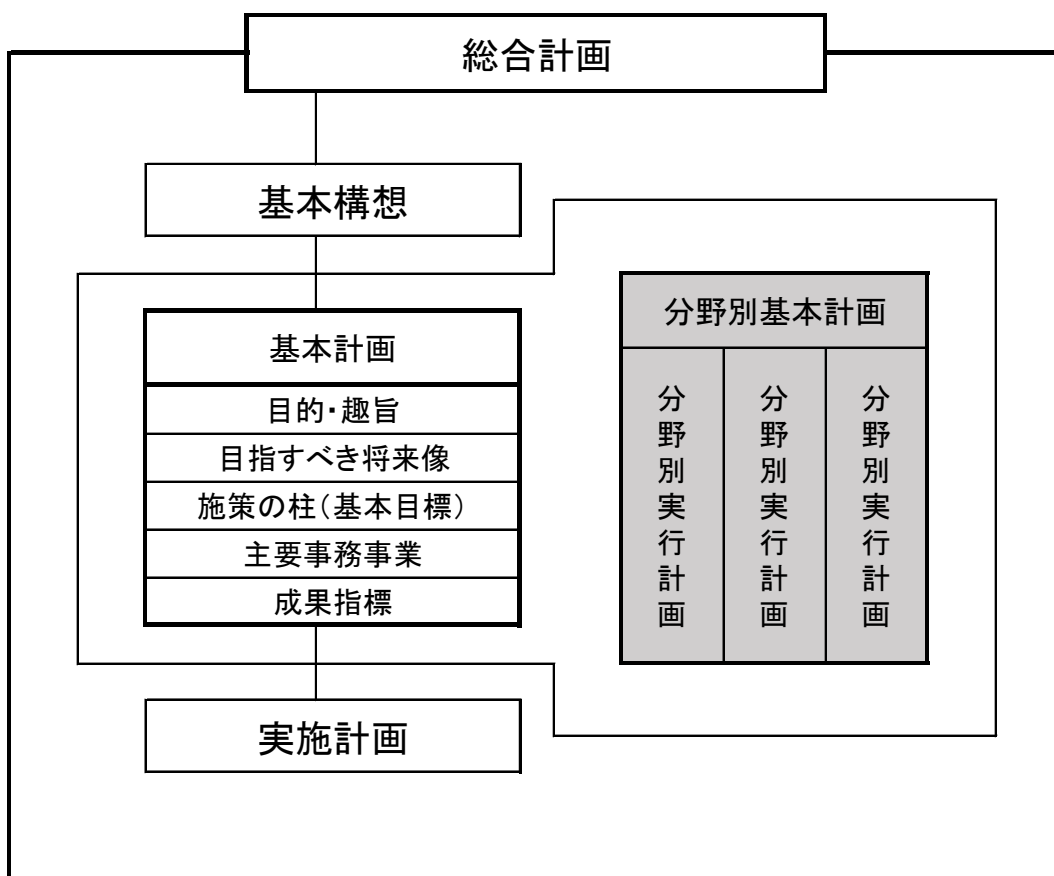 総合計画
基本構想
基本計画
目的・趣旨
目指すべき将来像
施策の柱（基本目標）
主要事務事業
成果指標
実施計画
分野別基本計画
分野別実行計画
分野別実行計画
分野別実行計画